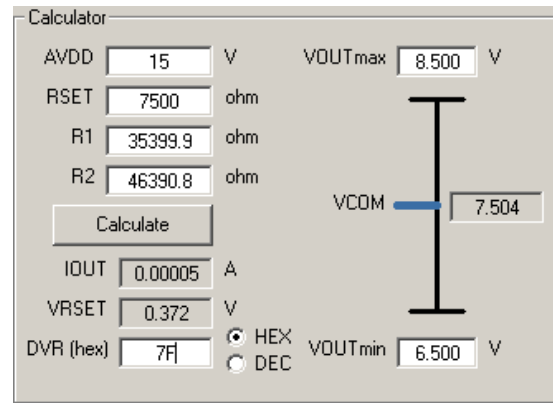 Calculator
AVDD 15 V VOUTmax 8.500 V
RSET 7500 ohm
R1 35399.9 ohm
R2 46390.8 ohm
VCOM 7.504
Calculate
IOUT 0.00005 A
VRSET 0.372 V
DVR (hex) 7F HEX
DEC
VOUTmin 6.500 V